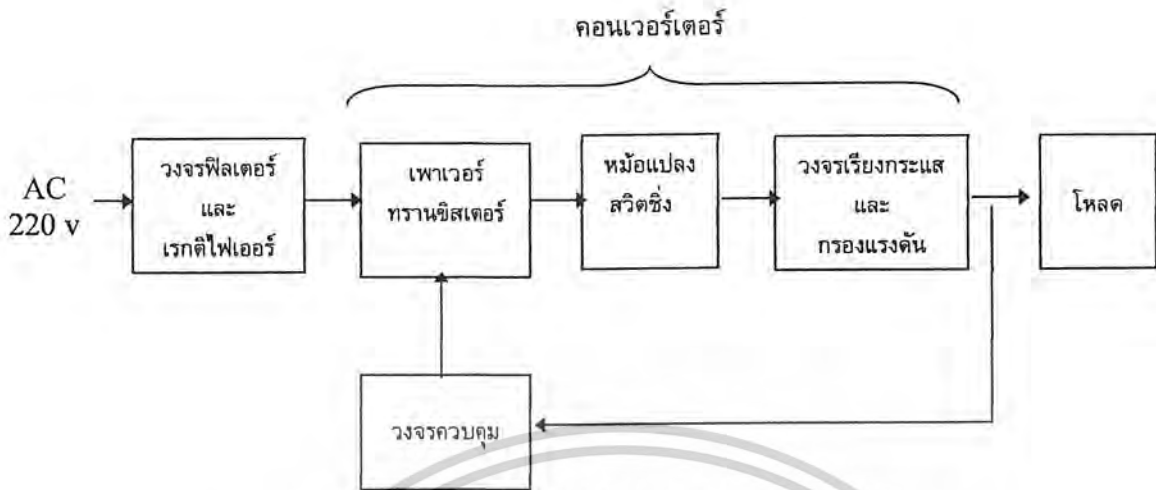 คอนเวอร์เตอร์
AC
220 v
วงจรฟิลเตอร์
และ
เรกติไฟเออร์
เพาเวอร์
ทรานซิสเตอร์
หม้อแปลง
สวิตชิ่ง
วงจรเรียงกระแส
และ
กรองแรงดัน
โหลด
วงจรควบคุม